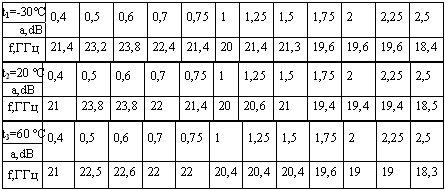 t₁=-30 °C a,dB 0,4 0,5 0,6 0,7 0,75 1 1,25 1,5 1,75 2 2,25 2,5
f,ГГц 21,4 23,2 23,8 22,4 21,4 20 21,4 21,3 19,6 19,6 19,6 18,4
t₂=20 °C a,dB 0,4 0,5 0,6 0,7 0,75 1 1,25 1,5 1,75 2 2,25 2,5
f,ГГц 21 23,8 23,8 22 21,4 20 20,6 21 19,4 19,4 19,4 18,5
t₃=60 °C a,dB 0,4 0,5 0,6 0,7 0,75 1 1,25 1,5 1,75 2 2,25 2,5
f,ГГц 21 22,5 22,6 22 22 20,4 20,4 20,4 19,6 19 19 18,3